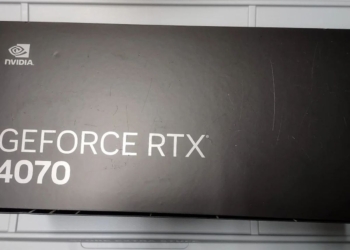 NVIDIA.
GEFORCE RTX
4070